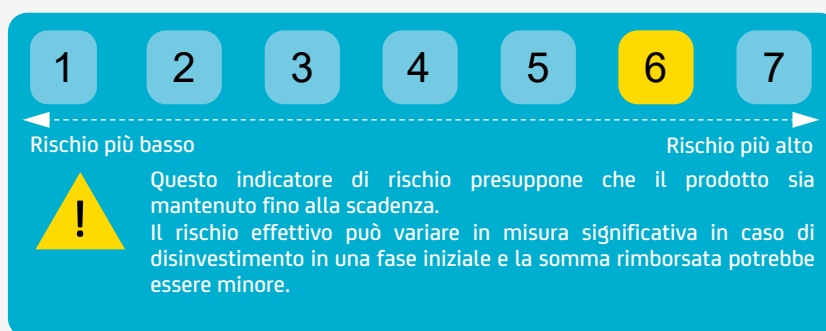 1 2 3 4 5 6 7
Rischio più basso Rischio più alto
!
Questo indicatore di rischio presuppone che il prodotto sia
mantenuto fino alla scadenza.
Il rischio effettivo può variare in misura significativa in caso di
disinvestimento in una fase iniziale e la somma rimborsata potrebbe
essere minore.